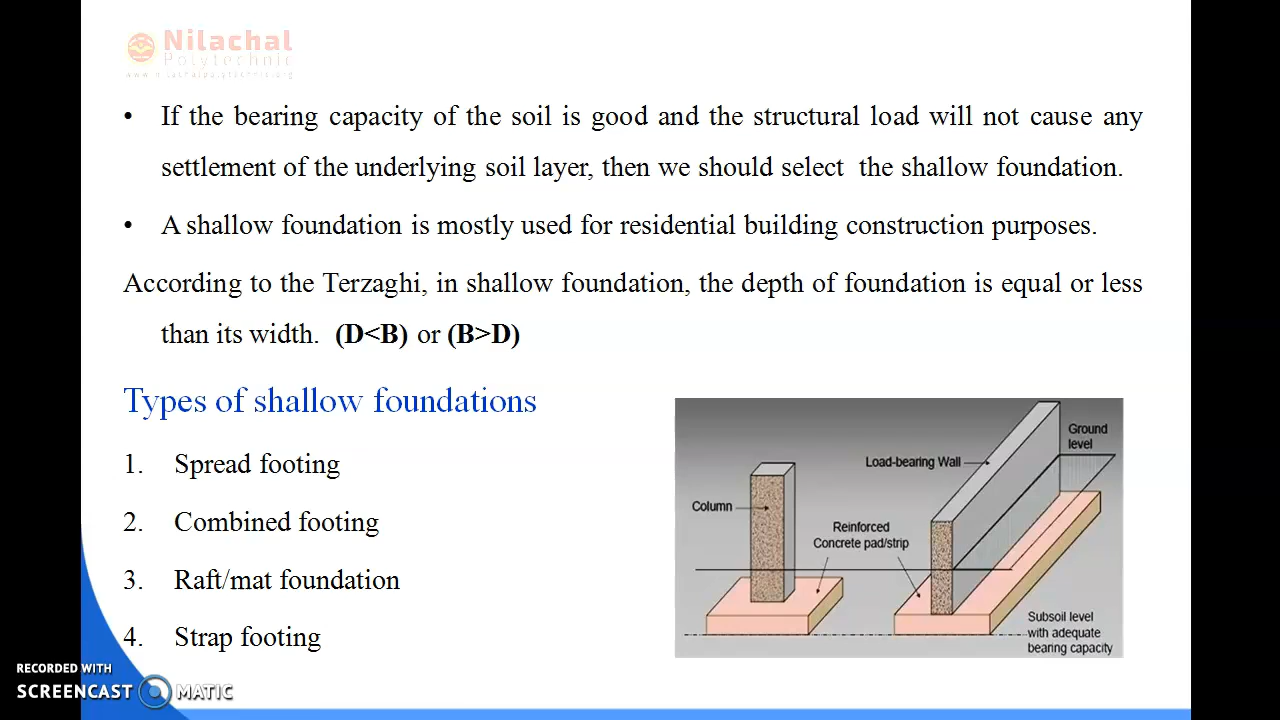 Nilachal
Polytechnic
www.nilachalpolytechnic.org
• If the bearing capacity of the soil is good and the structural load will not cause any
settlement of the underlying soil layer, then we should select the shallow foundation.
• A shallow foundation is mostly used for residential building construction purposes.
According to the Terzaghi, in shallow foundation, the depth of foundation is equal or less
than its width. (D<B) or (B>D)
Types of shallow foundations
1. Spread footing
2. Combined footing
3. Raft/mat foundation
4. Strap footing
Ground
level
Load-bearing Wall
Column
Reinforced
Concrete pad/strip
Subsoil level
with adequate
bearing capacity
RECORDED WITH
SCREENCAST MATIC